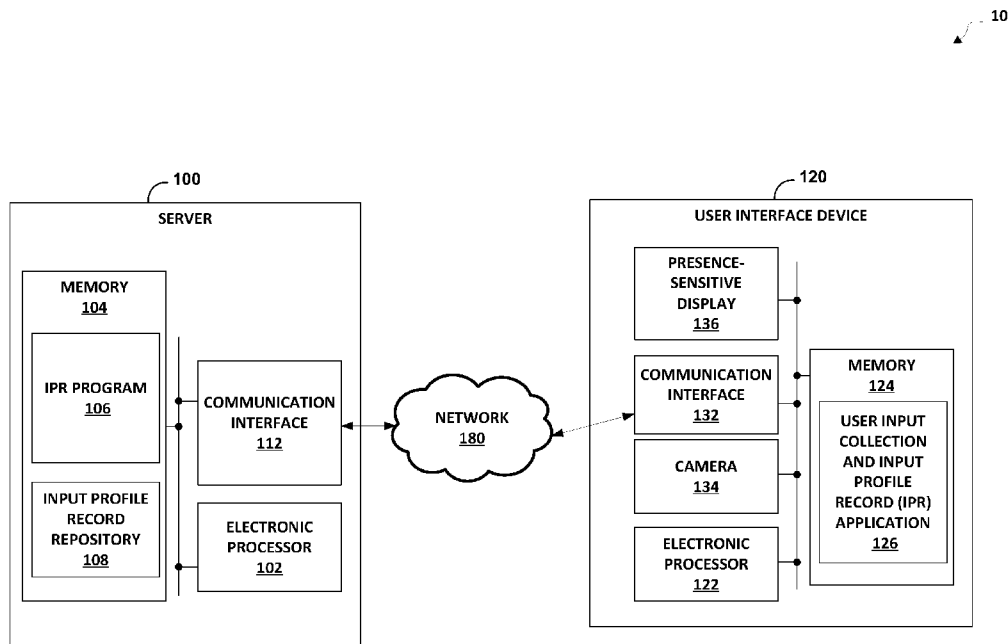 10
100
SERVER
MEMORY
104
IPR PROGRAM
106
INPUT PROFILE
RECORD
REPOSITORY
108
COMMUNICATION
INTERFACE
112
ELECTRONIC
PROCESSOR
102
NETWORK
180
120
USER INTERFACE DEVICE
PRESENCE-
SENSITIVE
DISPLAY
136
COMMUNICATION
INTERFACE
132
CAMERA
134
ELECTRONIC
PROCESSOR
122
MEMORY
124
USER INPUT
COLLECTION
AND INPUT
PROFILE
RECORD (IPR)
APPLICATION
126